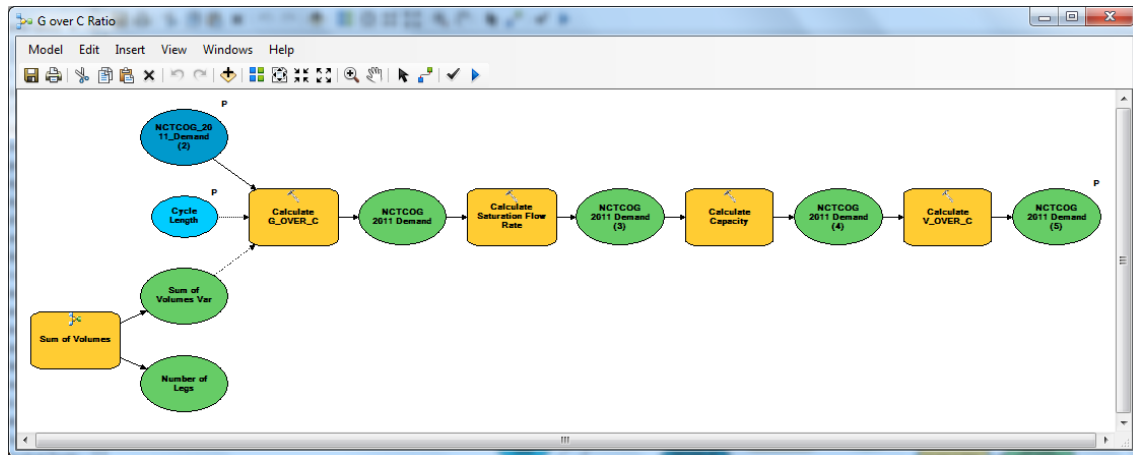 G over C Ratio
Model Edit Insert View Windows Help
P
NCTCOG_20
11_Demand
(2)
P
Cycle
Length
Calculate
G_OVER_C
NCTCOG
2011 Demand
Calculate
Saturation Flow
Rate
NCTCOG
2011 Demand
(3)
Calculate
Capacity
NCTCOG
2011 Demand
(4)
Calculate
V_OVER_C
P
NCTCOG
2011 Demand
(5)
Sum of
Volumes Var
Sum of Volumes
Number of
Legs